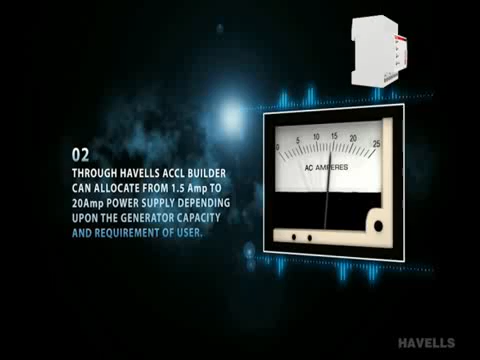 02
THROUGH HAVELLS ACCL BUILDER
CAN ALLOCATE FROM 1.5 Amp TO
20Amp POWER SUPPLY DEPENDING
UPON THE GENERATOR CAPACITY
AND REQUIREMENT OF USER.
0 5 10 15 20 25
AC AMPERES
HAVELLS